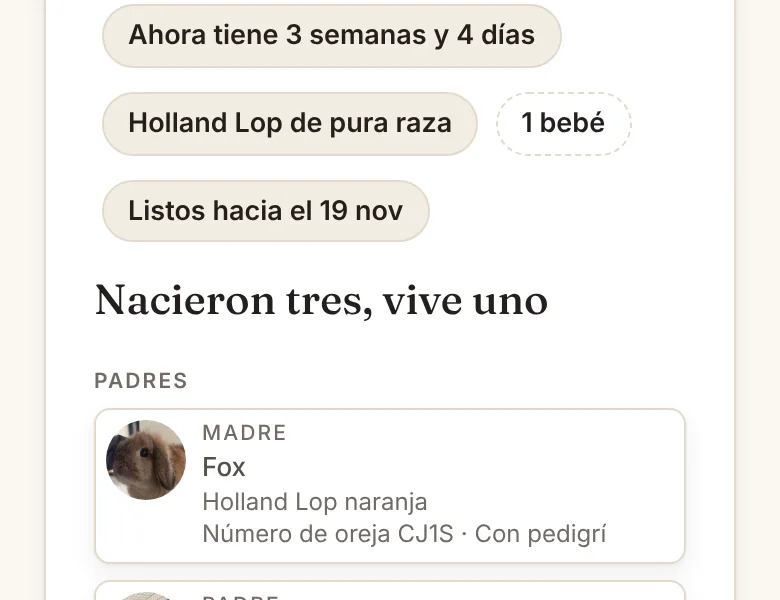 Ahora tiene 3 semanas y 4 días
Holland Lop de pura raza
1 bebé
Listos hacia el 19 nov
Nacieron tres, vive uno
PADRES
MADRE
Fox
Holland Lop naranja
Número de oreja CJ1S · Con pedigrí
PADRE